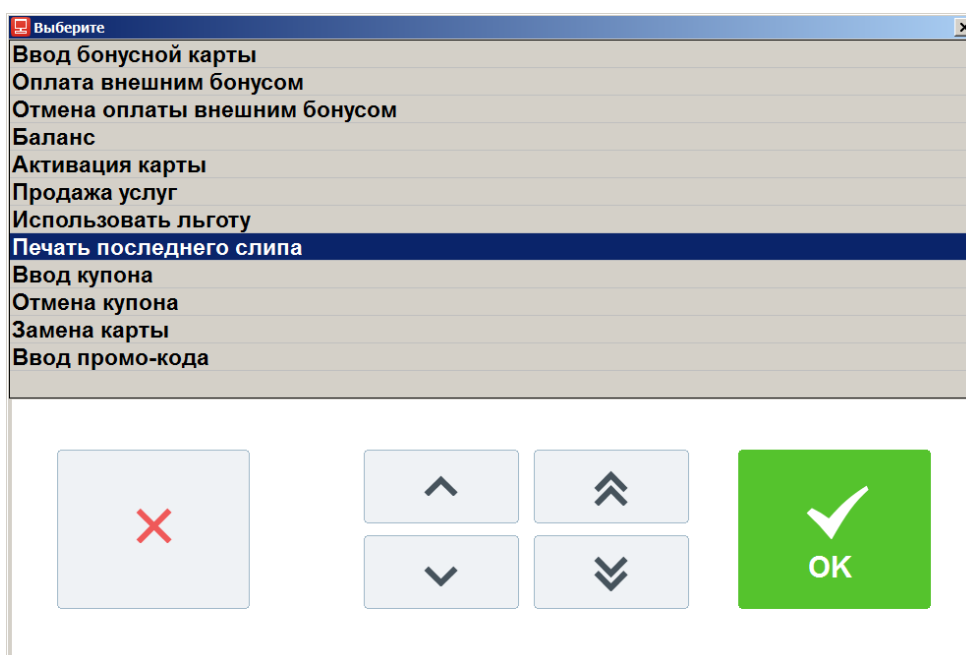 Выберите
Ввод бонусной карты
Оплата внешним бонусом
Отмена оплаты внешним бонусом
Баланс
Активация карты
Продажа услуг
Использовать льготу
Печать последнего слипа
Ввод купона
Отмена купона
Замена карты
Ввод промо-кода
OK